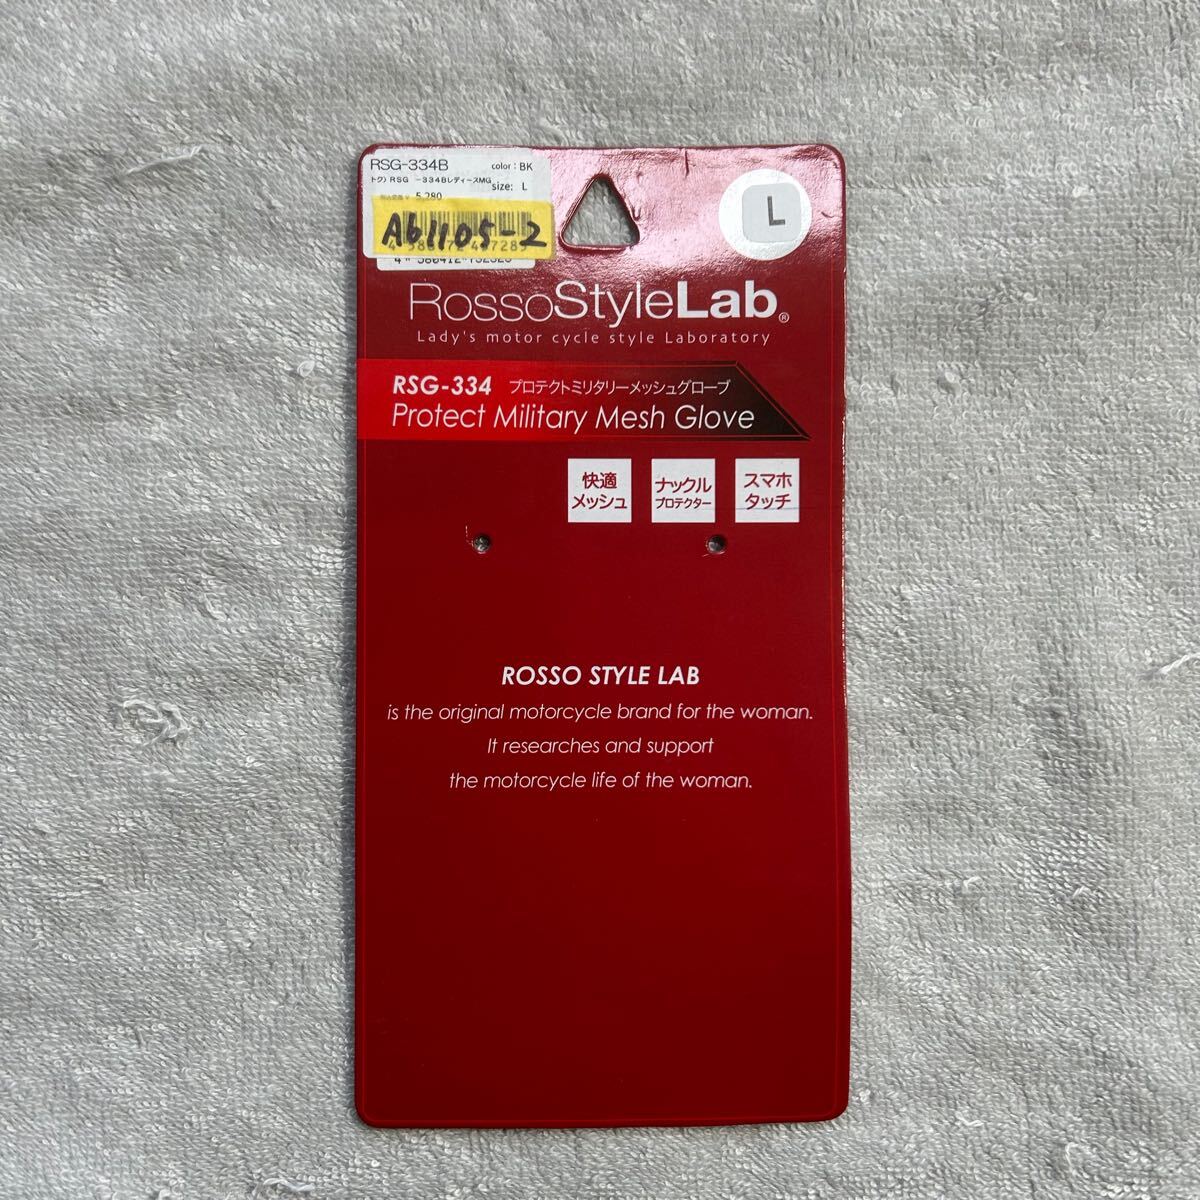 RSG-334B
color : BK
トク) RSG -334BレディースMG
size: L
5,280
Ab1105-2
L
RossoStyleLab®
Lady's motor cycle style Laboratory
RSG-334 プロテクトミリタリーメッシュグローブ
Protect Military Mesh Glove
快適
メッシュ
ナックル
プロテクター
スマホ
タッチ
ROSSO STYLE LAB
is the original motorcycle brand for the woman.
It researches and support
the motorcycle life of the woman.